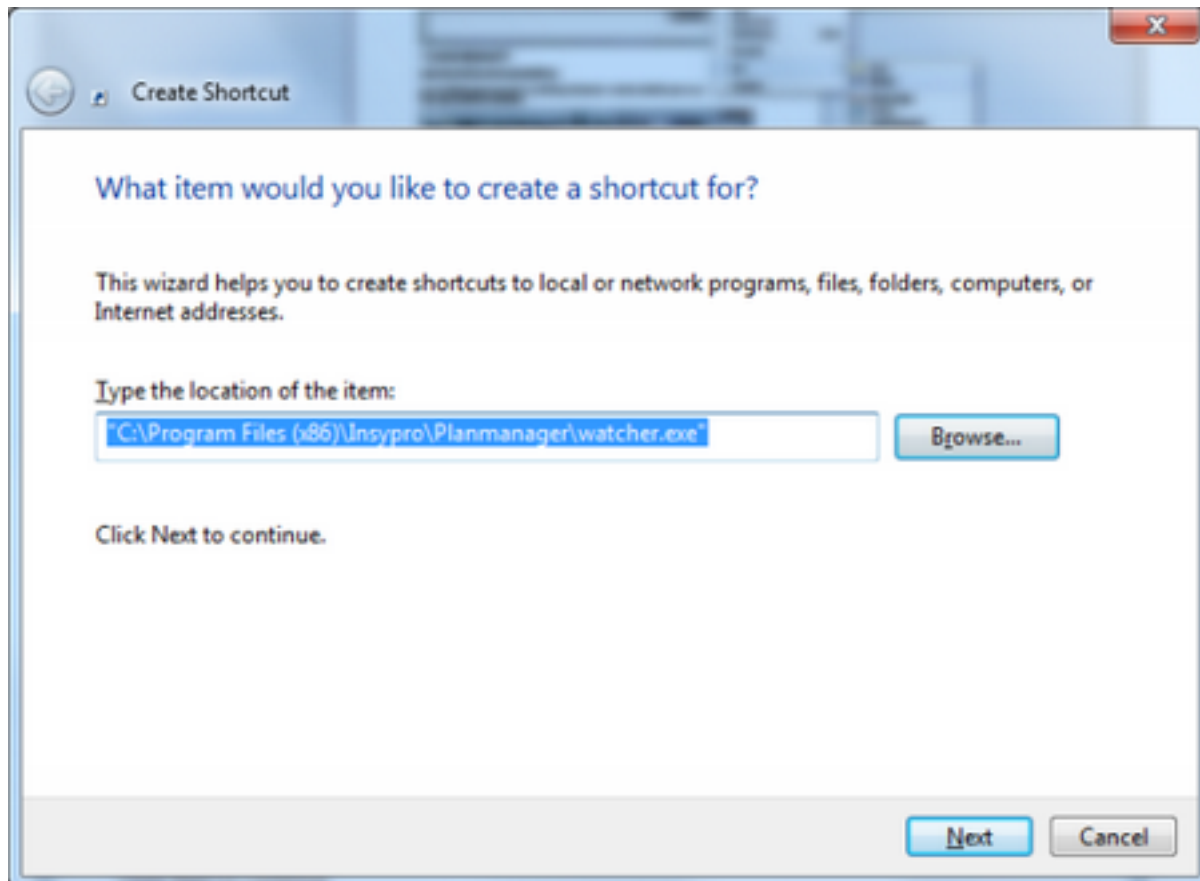 Create Shortcut
What item would you like to create a shortcut for?
This wizard helps you to create shortcuts to local or network programs, files, folders, computers, or
Internet addresses.
Type the location of the item:
"C:\Program Files (x86)\Insypro\Planmanager\watcher.exe"
Browse...
Click Next to continue.
Next
Cancel